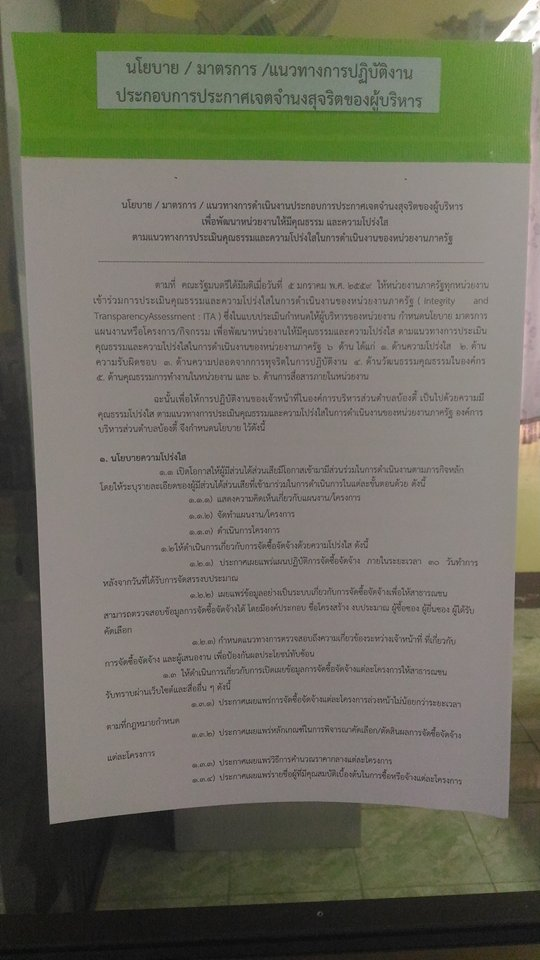 นโยบาย / มาตรการ /แนวทางการปฏิบัติงาน
ประกอบการประกาศเจตจำนงสุจริตของผู้บริหาร
นโยบาย / มาตรการ / แนวทางการดำเนินงานประกอบการประกาศเจตจำนงสุจริตของผู้บริหาร
เพื่อพัฒนาหน่วยงานให้มีคุณธรรม และความโปร่งใส
ตามแนวทางการประเมินคุณธรรมและความโปร่งใสในการดำเนินงานของหน่วยงานภาครัฐ
ตามที่ คณะรัฐมนตรีได้มีมติเมื่อวันที่ ๕ มกราคม พ.ศ. ๒๕๕๙ ให้หน่วยงานภาครัฐทุกหน่วยงาน
เข้าร่วมการประเมินคุณธรรมและความโปร่งใสในการดำเนินงานของหน่วยงานภาครัฐ ( Integrity and
TransparencyAssessment : ITA ) ซึ่งในแบบประเมินกำหนดให้ผู้บริหารของหน่วยงาน กำหนดนโยบาย มาตรการ
แผนงานหรือโครงการ/กิจกรรม เพื่อพัฒนาหน่วยงานให้มีคุณธรรมและความโปร่งใส ตามแนวทางการประเมิน
คุณธรรมและความโปร่งใสในการดำเนินงานของหน่วยงานภาครัฐ ๖ ด้าน ได้แก่ ๑. ด้านความโปร่งใส ๒. ด้าน
ความรับผิดชอบ ๓. ด้านความปลอดจากการทุจริตในการปฏิบัติงาน ๔. ด้านวัฒนธรรมคุณธรรมในองค์กร
๕. ด้านคุณธรรมการทำงานในหน่วยงาน และ ๖. ด้านการสื่อสารภายในหน่วยงาน
ฉะนั้นเพื่อให้การปฏิบัติงานของเจ้าหน้าที่ในองค์การบริหารส่วนตำบลบ้องตี้ เป็นไปด้วยความมี
คุณธรรมโปร่งใส ตามแนวทางการประเมินคุณธรรมและความโปร่งใสในการดำเนินงานของหน่วยงานภาครัฐ องค์การ
บริหารส่วนตำบลบ้องตี้ จึงกำหนดนโยบาย ไว้ดังนี้
๑. นโยบายความโปร่งใส
๑.๑ เปิดโอกาสให้ผู้มีส่วนได้ส่วนเสียมีโอกาสเข้ามามีส่วนร่วมในการดำเนินงานตามภารกิจหลัก
โดยให้ระบุรายละเอียดของผู้มีส่วนได้ส่วนเสียที่เข้ามาร่วมในการดำเนินการในแต่ละขั้นตอนด้วย ดังนี้
๑.๑.๑) แสดงความคิดเห็นเกี่ยวกับแผนงาน/โครงการ
๑.๑.๒) จัดทำแผนงาน/โครงการ
๑.๑.๓) ดำเนินการโครงการ
๑.๒ให้ดำเนินการเกี่ยวกับการจัดซื้อจัดจ้างด้วยความโปร่งใส ดังนี้
๑.๒.๑) ประกาศเผยแพร่แผนปฏิบัติการจัดซื้อจัดจ้าง ภายในระยะเวลา ๓๐ วันทำการ
หลังจากวันที่ได้รับการจัดสรรงบประมาณ
๑.๒.๒) เผยแพร่ข้อมูลอย่างเป็นระบบเกี่ยวกับการจัดซื้อจัดจ้างเพื่อให้สาธารณชน
สามารถตรวจสอบข้อมูลการจัดซื้อจัดจ้างได้ โดยมีองค์ประกอบ ชื่อโครงสร้าง งบประมาณ ผู้ซื้อซอง ผู้ยื่นซอง ผู้ได้รับ
คัดเลือก
๑.๒.๓) กำหนดแนวทางการตรวจสอบถึงความเกี่ยวข้องระหว่างเจ้าหน้าที่ ที่เกี่ยวกับ
การจัดซื้อจัดจ้าง และผู้เสนองาน เพื่อป้องกันผลประโยชน์ทับซ้อน
๑.๓ ให้ดำเนินการเกี่ยวกับการเปิดเผยข้อมูลการจัดซื้อจัดจ้างแต่ละโครงการให้สาธารณชน
รับทราบผ่านเว็บไซต์และสื่ออื่น ๆ ดังนี้
๑.๓.๑) ประกาศเผยแพร่การจัดซื้อจัดจ้างแต่ละโครงการล่วงหน้าไม่น้อยกว่าระยะเวลา
ตามที่กฎหมายกำหนด
๑.๓.๒) ประกาศเผยแพร่หลักเกณฑ์ในการพิจารณาคัดเลือก/ตัดสินผลการจัดซื้อจัดจ้าง
แต่ละโครงการ
๑.๓.๓) ประกาศเผยแพร่วิธีการคำนวณราคากลางแต่ละโครงการ
๑.๓.๔) ประกาศเผยแพร่รายชื่อผู้ที่มีคุณสมบัติเบื้องต้นในการซื้อหรือจ้างแต่ละโครงการ